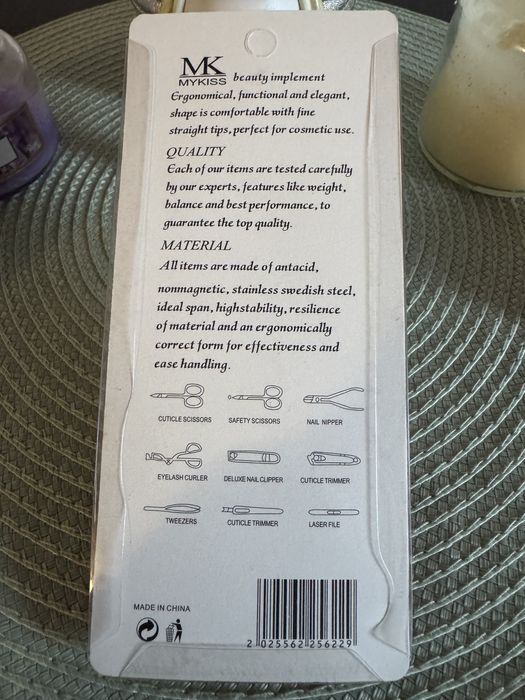 MK
MYKISS beauty implement
Ergonomical, functional and elegant,
shape is comfortable with fine
straight tips, perfect for cosmetic use.
QUALITY
Each of our items are tested carefully
by our experts, features like weight,
balance and best performance, to
guarantee the top quality.
MATERIAL
All items are made of antacid,
nonmagnetic, stainless swedish steel,
ideal span, highstability, resilience
of material and an ergonomically
correct form for effectiveness and
ease handling.
CUTICLE SCISSORS SAFETY SCISSORS NAIL NIPPER
EYELASH CURLER DELUXE NAIL CLIPPER CUTICLE TRIMMER
TWEEZERS CUTICLE TRIMMER LASER FILE
MADE IN CHINA
2 025562 256229